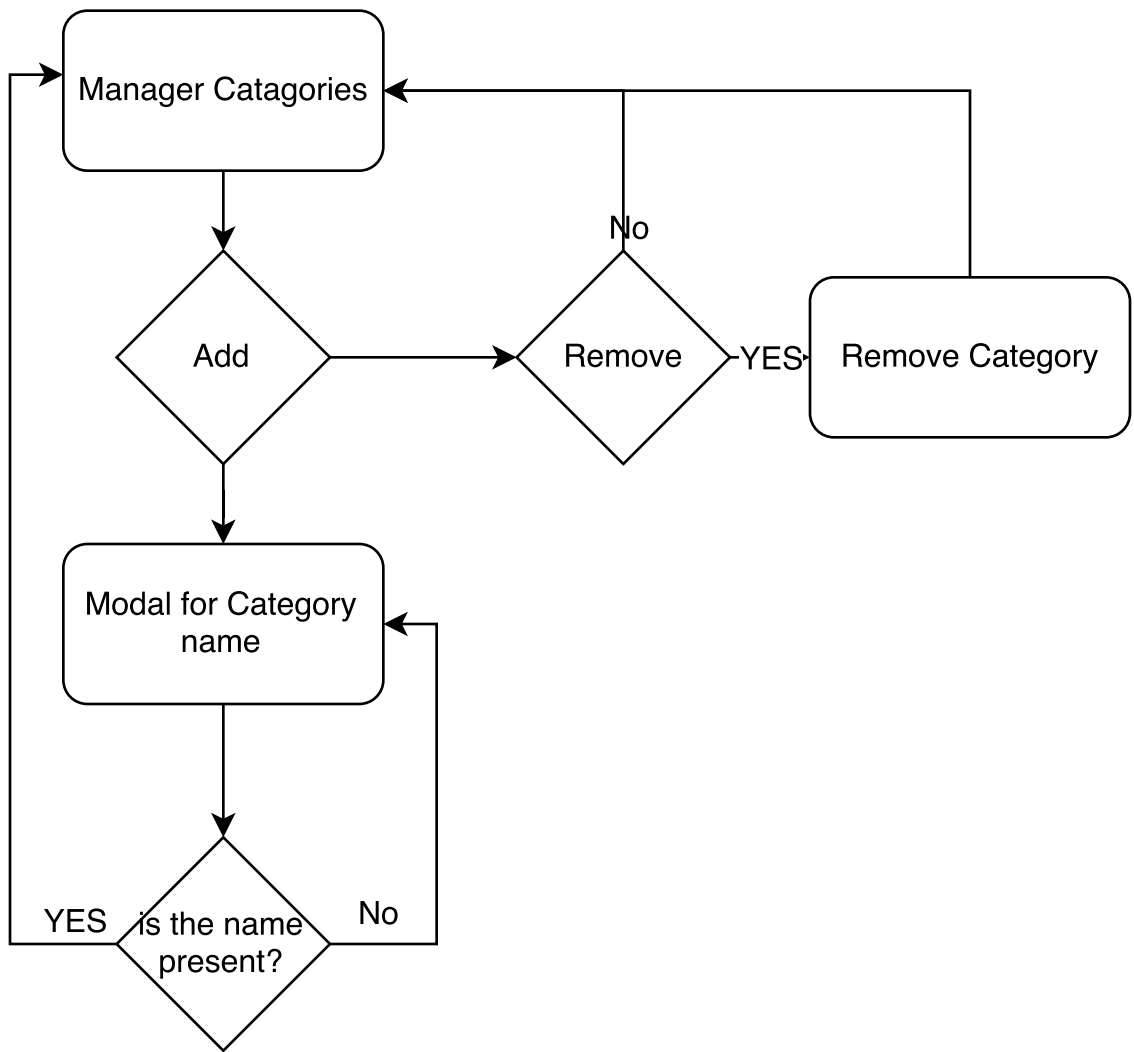 Manager Catagories
No
Add
Remove
YES
Remove Category
Modal for Category
name
YES
is the name
present?
No